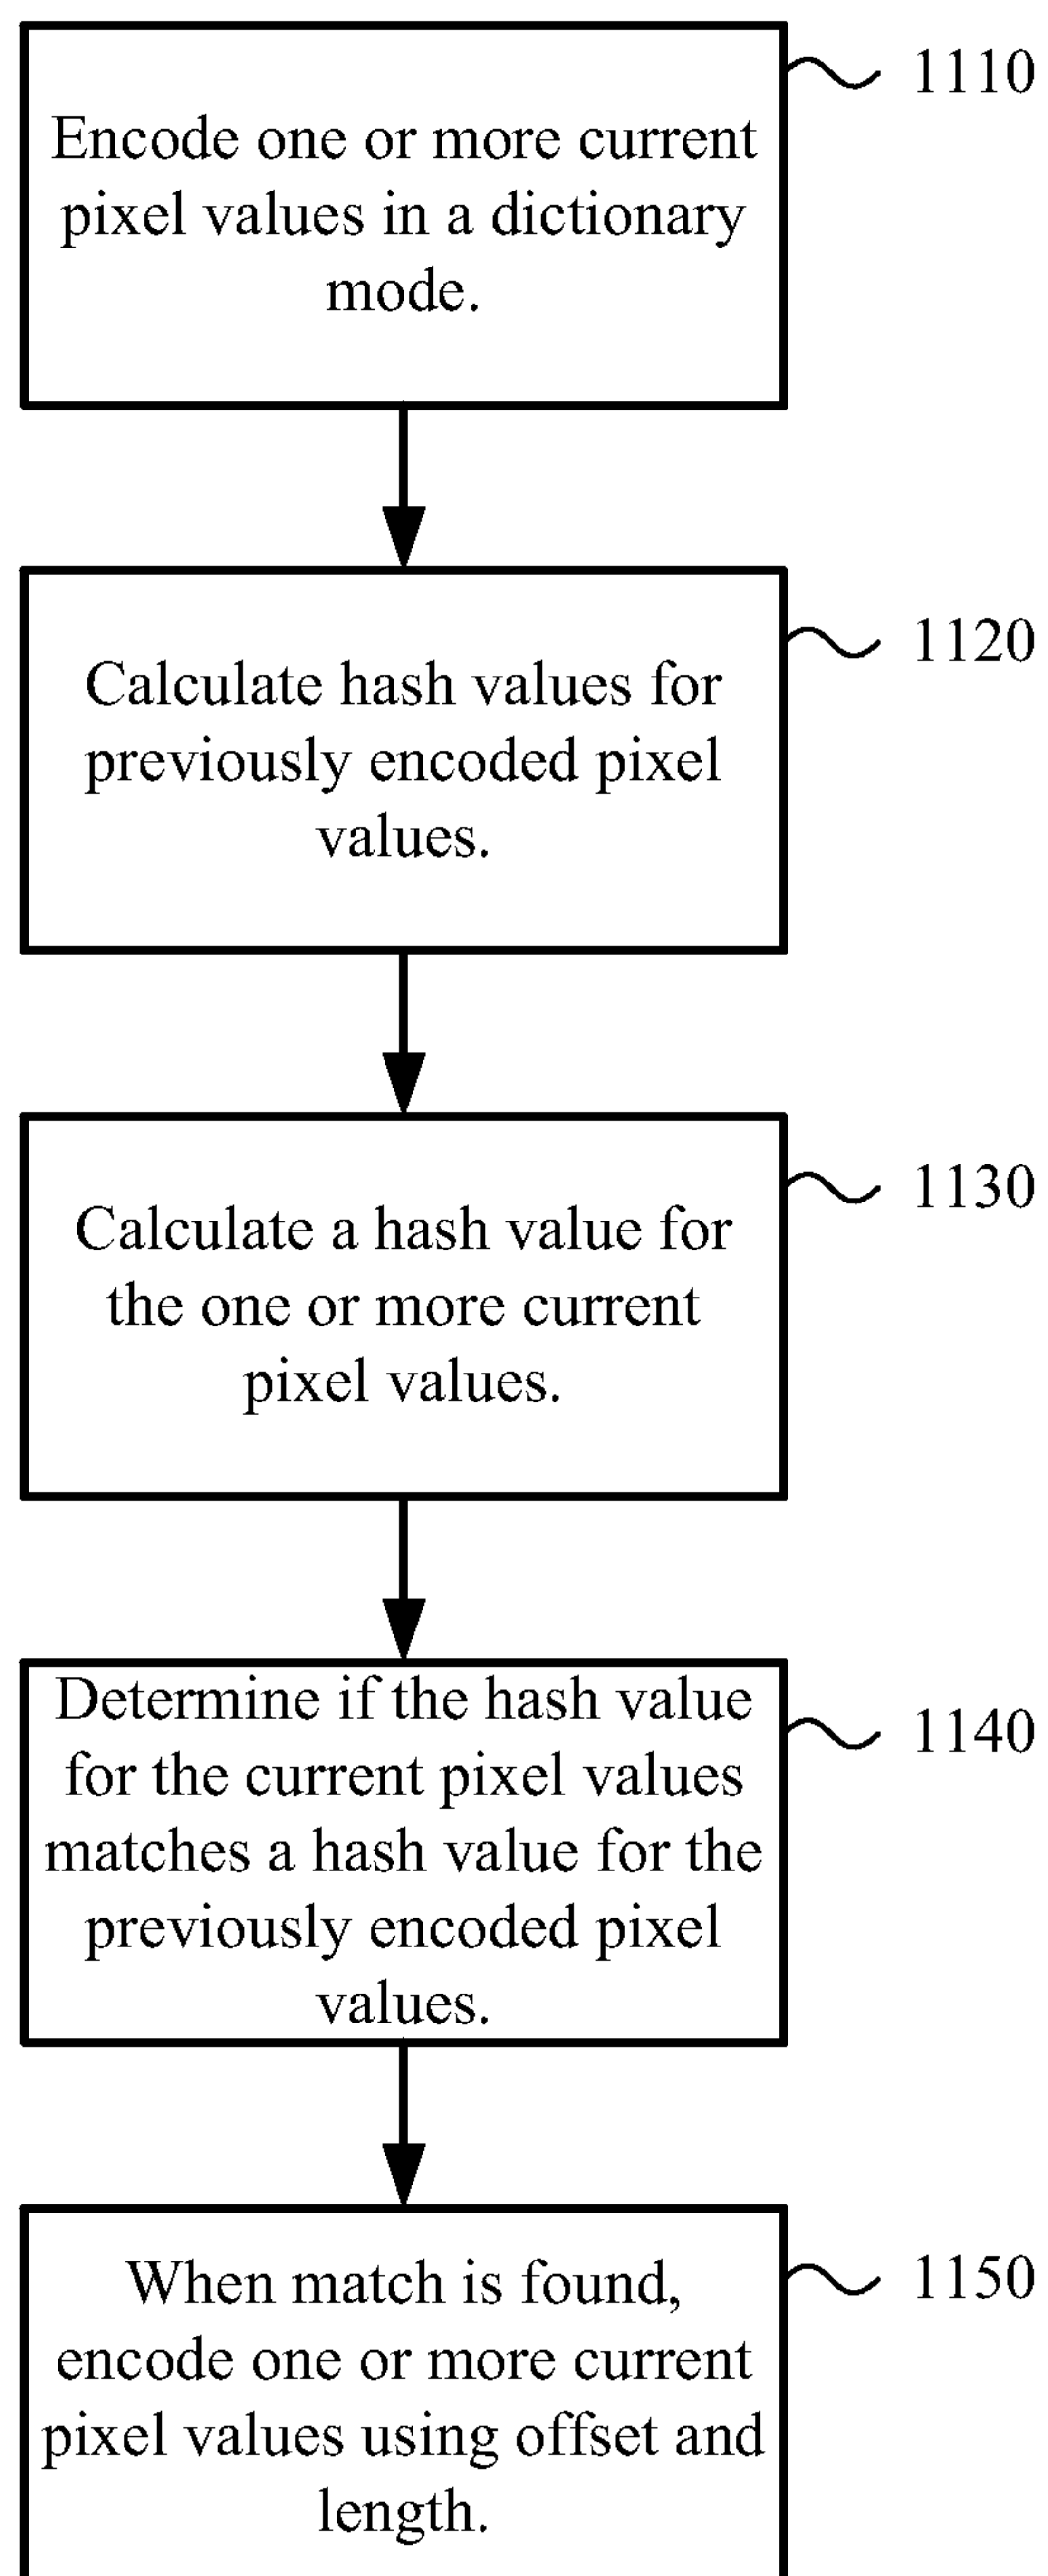 Encode one or more current
pixel values in a dictionary
mode.
1110
Calculate hash values for
previously encoded pixel
values.
1120
Calculate a hash value for
the one or more current
pixel values.
1130
Determine if the hash value
for the current pixel values
matches a hash value for the
previously encoded pixel
values.
1140
When match is found,
encode one or more current
pixel values using offset and
length.
1150